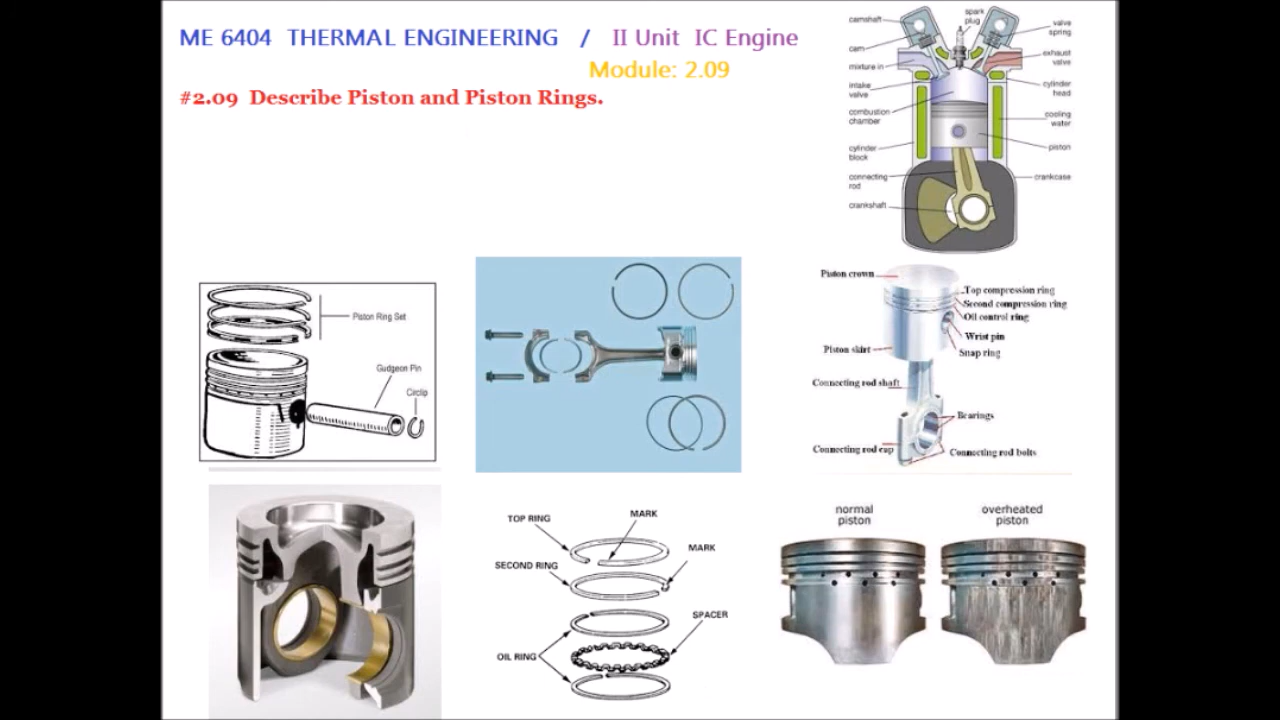 ME 6404 THERMAL ENGINEERING / II Unit IC Engine
Module: 2.09
#2.09 Describe Piston and Piston Rings.
camshaft
spark
plug
valve
spring
cam
exhaust
valve
mixture in
intake
valve
cylinder
head
combustion
chamber
cooling
water
cylinder
block
piston
connecting
rod
crankcase
crankshaft
Piston Ring Set
Gudgeon Pin
Circlip
Piston crown
Top compression ring
Second compression ring
Oil control ring
Wrist pin
Piston skirt
Snap ring
Connecting rod shaft
Bearings
Connecting rod cap
Connecting rod bolts
TOP RING
MARK
MARK
SECOND RING
SPACER
OIL RING
normal
piston
overheated
piston